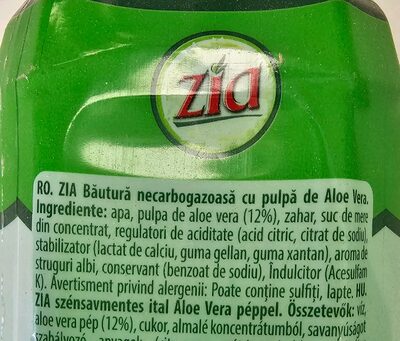 zia
RO. ZIA Băutură necarbogazoasă cu pulpă de Aloe Vera.
Ingrediente: apa, pulpa de aloe vera (12%), zahar, suc de mere
din concentrat, regulatori de aciditate (acid citric, citrat de sodiu),
stabilizator (lactat de calciu, guma gellan, guma xantan), aroma de
struguri albi, conservant (benzoat de sodiu), Îndulcitor (Acesulfam
K). Avertisment privind alergenii: Poate conține sulfiți, lapte. HU.
ZIA szénsavmentes ital Aloe Vera péppel. Összetevők: víz,
aloe vera pép (12%), cukor, almalé koncentrátumból, savanyúságot
szabályozó